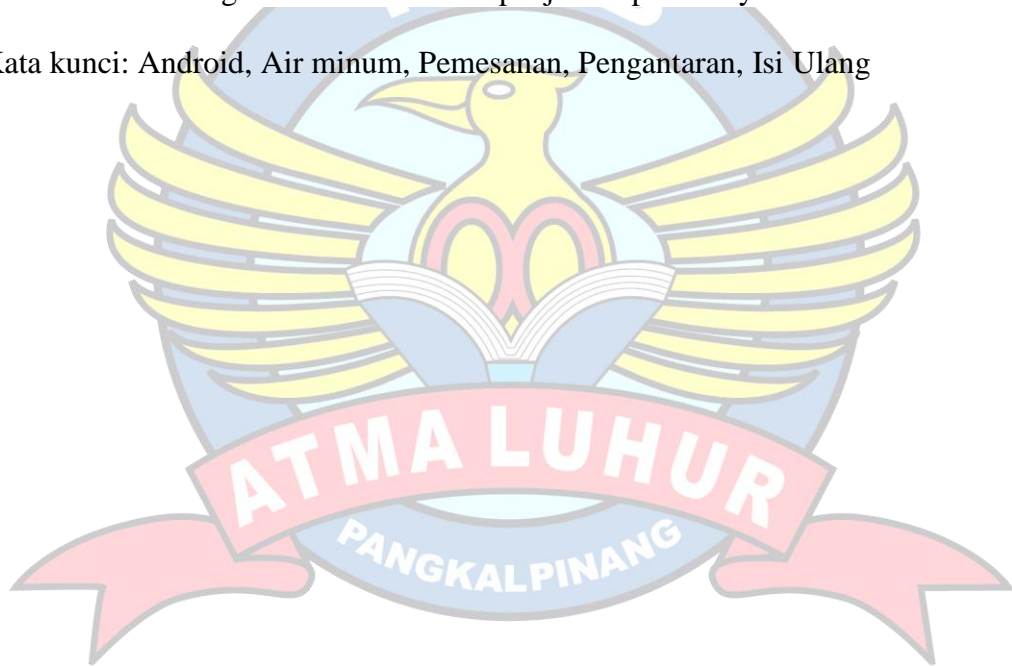 Kata kunci: Android, Air minum, Pemesanan, Pengantaran, Isi Ulang
ATMA LUHUR
PANGKALPINANG